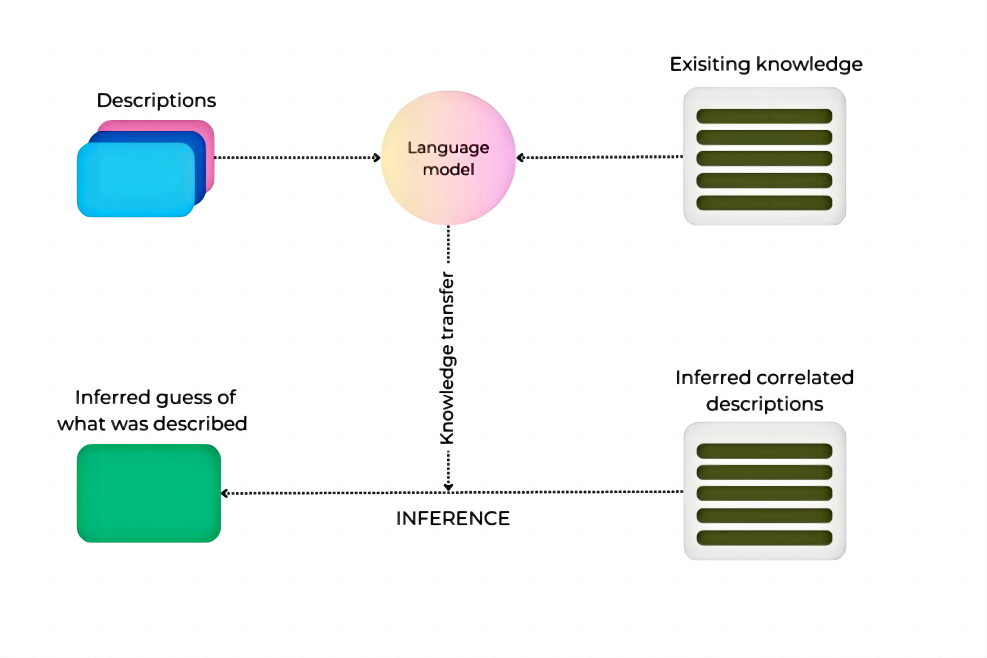 Exisiting knowledge
Descriptions
Language
model
Knowledge transfer
Inferred guess of
what was described
Inferred correlated
descriptions
INFERENCE